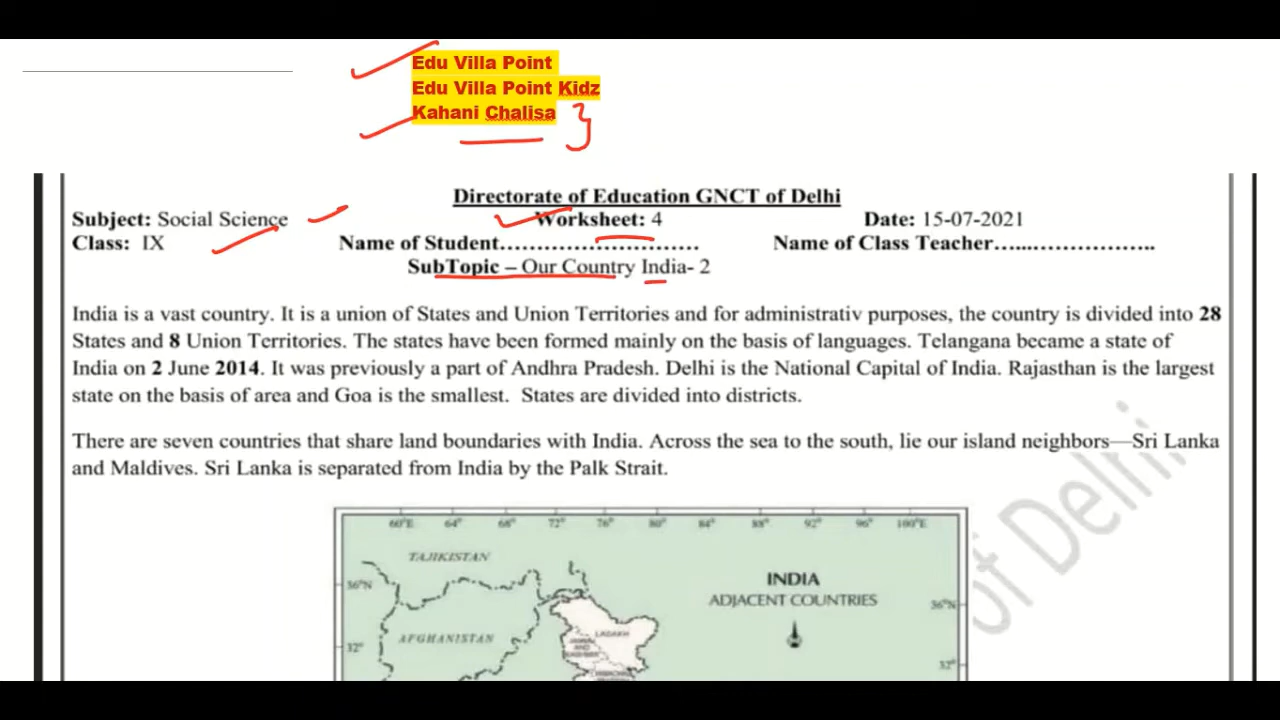 Edu Villa Point
Edu Villa Point Kidz
Kahani Chalisa
Directorate of Education GNCT of Delhi
Subject: Social Science Worksheet: 4 Date: 15-07-2021
Class: IX Name of Student........................... Name of Class Teacher......................
SubTopic – Our Country India- 2
India is a vast country. It is a union of States and Union Territories and for administrativ purposes, the country is divided into 28
States and 8 Union Territories. The states have been formed mainly on the basis of languages. Telangana became a state of
India on 2 June 2014. It was previously a part of Andhra Pradesh. Delhi is the National Capital of India. Rajasthan is the largest
state on the basis of area and Goa is the smallest. States are divided into districts.
There are seven countries that share land boundaries with India. Across the sea to the south, lie our island neighbors—Sri Lanka
and Maldives. Sri Lanka is separated from India by the Palk Strait.
60°E 64° 68° 72° 76° 80° 84° 88° 92° 96° 100°E
TAJIKISTAN
INDIA
36°N
ADJACENT COUNTRIES
36°N
AFGHANISTAN
LADAKH
JAMMU AND KASHMIR
32°
32°
of Delhi